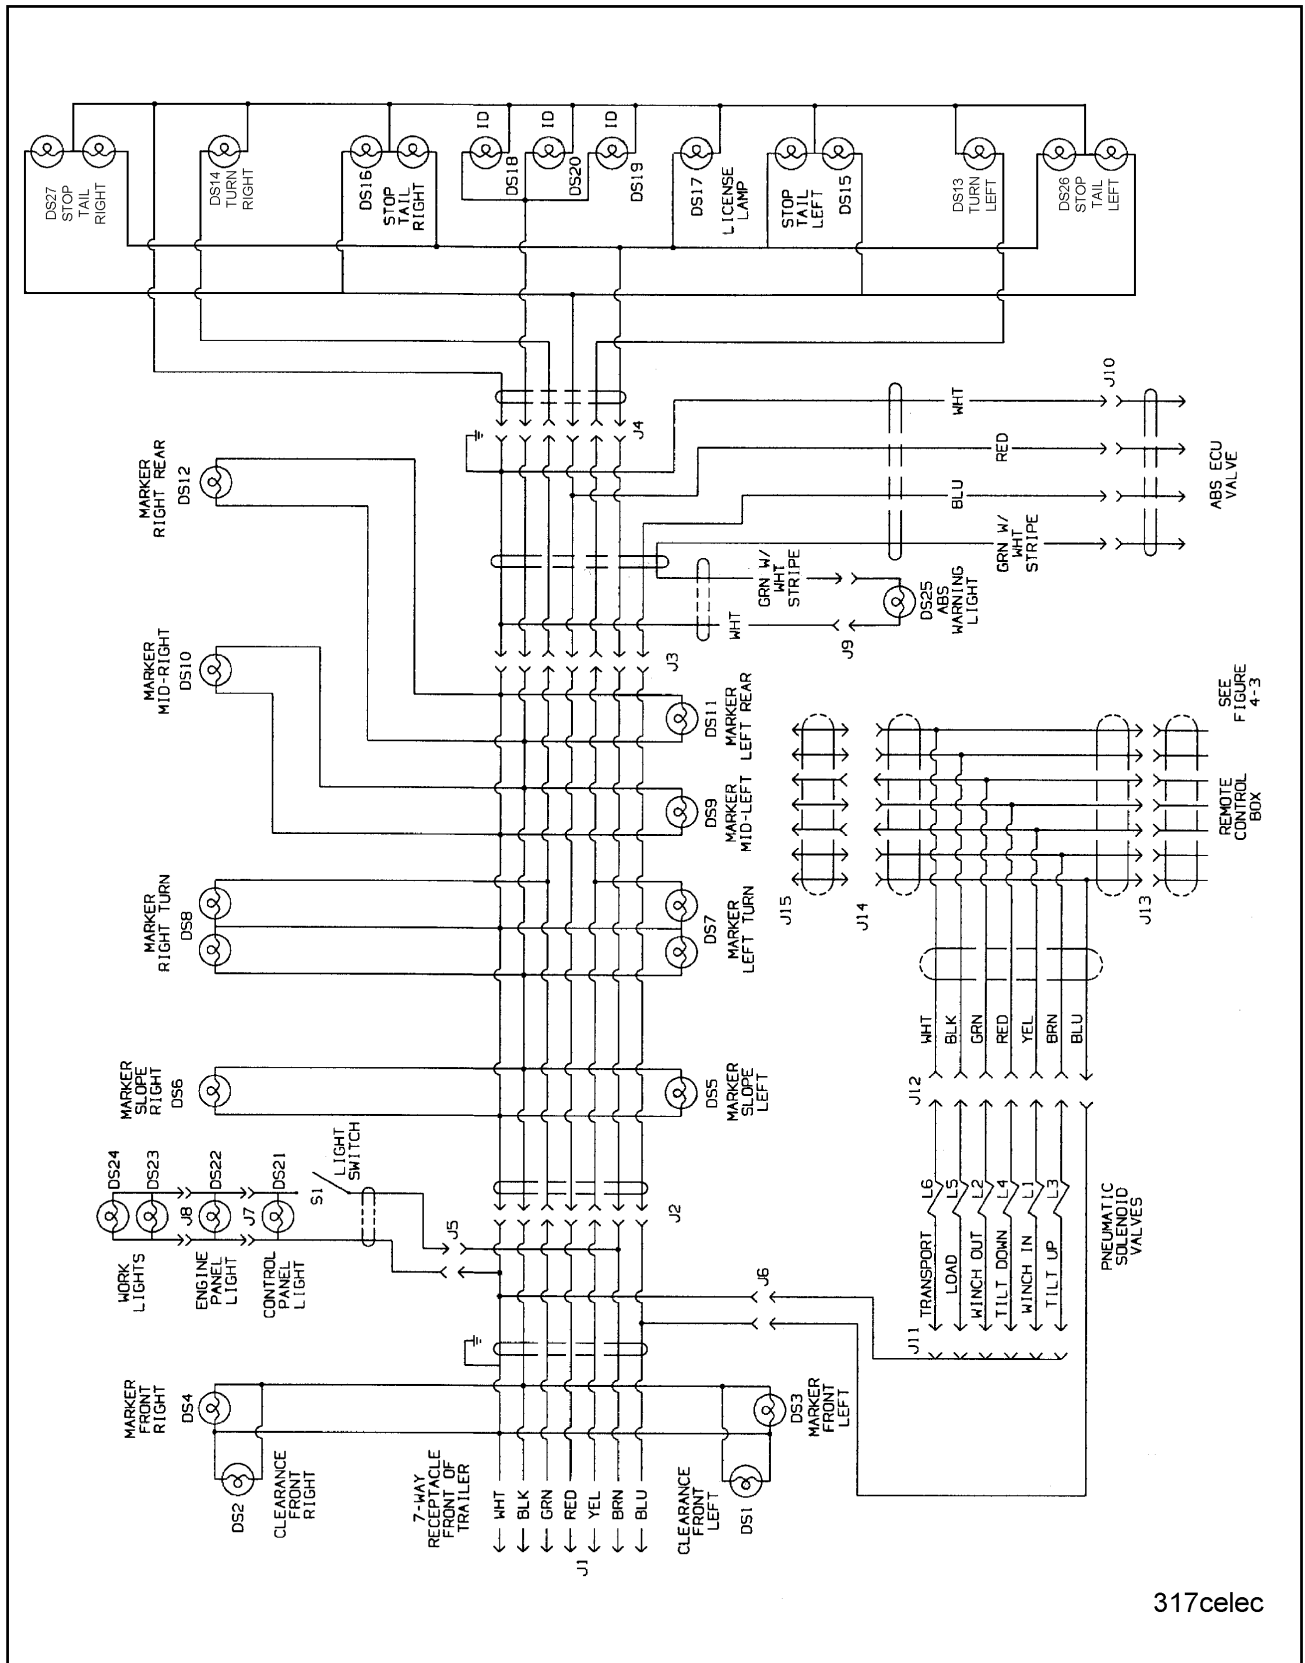 DS27
STOP
TAIL
RIGHT
DS14
TURN
RIGHT
DS16
STOP
TAIL
RIGHT
ID
DS18
ID
DS20
ID
DS19
DS17
LICENSE
LAMP
STOP
TAIL
LEFT
DS15
DS13
TURN
LEFT
DS26
STOP
TAIL
LEFT
J4
WHT
J10
RED
BLU
GRN W/
WHT
STRIPE
ABS ECU
VALVE
MARKER
RIGHT REAR
DS12
GRN W/
WHT
STRIPE
WHT
J9
DS25
ABS
WARNING
LIGHT
J3
MARKER
MID-RIGHT
DS10
DS11
MARKER
LEFT REAR
DS9
MARKER
MID-LEFT
SEE
FIGURE
4-3
REMOTE
CONTROL
BOX
J15
J14
J13
MARKER
RIGHT TURN
DS8
DS7
MARKER
LEFT TURN
WHT
BLK
GRN
RED
YEL
BRN
BLU
J12
MARKER
SLOPE
RIGHT
DS6
DS5
MARKER
SLOPE
LEFT
DS24
DS23
DS22
DS21
J8
J7
S1
LIGHT
SWITCH
WORK
LIGHTS
ENGINE
PANEL
LIGHT
CONTROL
PANEL
LIGHT
J5
J2
J6
L6
L5
L2
L4
L1
L3
TRANSPORT
LOAD
WINCH OUT
TILT DOWN
WINCH IN
TILT UP
PNEUMATIC
SOLENOID
VALVES
J11
MARKER
FRONT
RIGHT
DS4
DS3
MARKER
FRONT
LEFT
DS2
CLEARANCE
FRONT
RIGHT
7-WAY
RECEPTACLE
FRONT OF
TRAILER
WHT
BLK
GRN
RED
YEL
BRN
BLU
J1
CLEARANCE
FRONT
LEFT
DS1
317celec